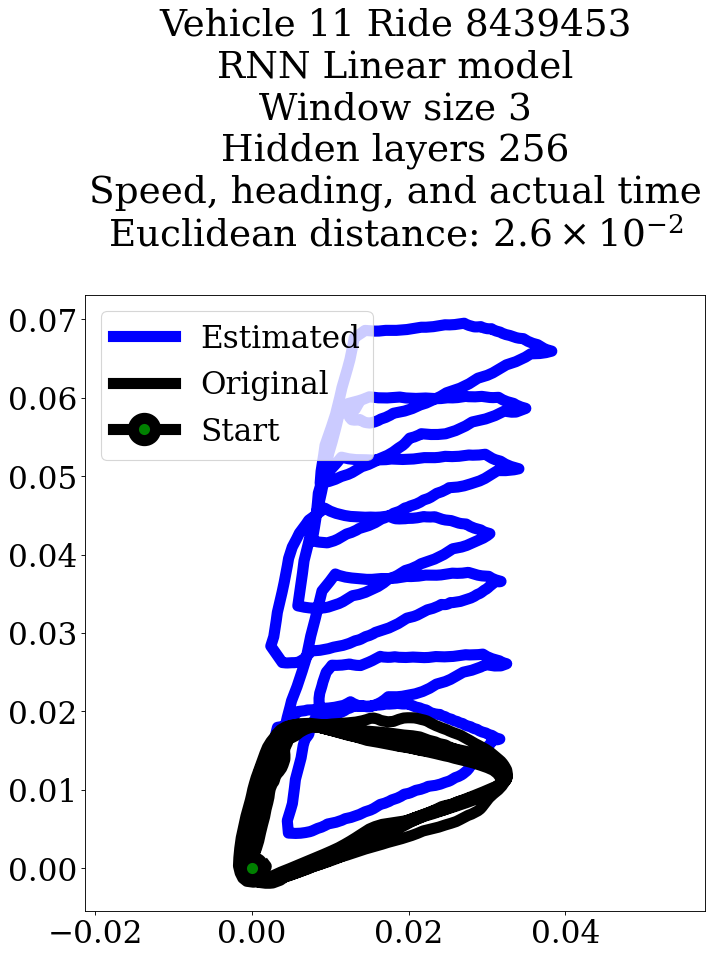 Vehicle 11 Ride 8439453
RNN Linear model
Window size 3
Hidden layers 256
Speed, heading, and actual time
Euclidean distance: 2.6 × 10⁻²
0.07
0.06
0.05
0.04
0.03
0.02
0.01
0.00
Estimated
Original
Start
−0.02 0.00 0.02 0.04